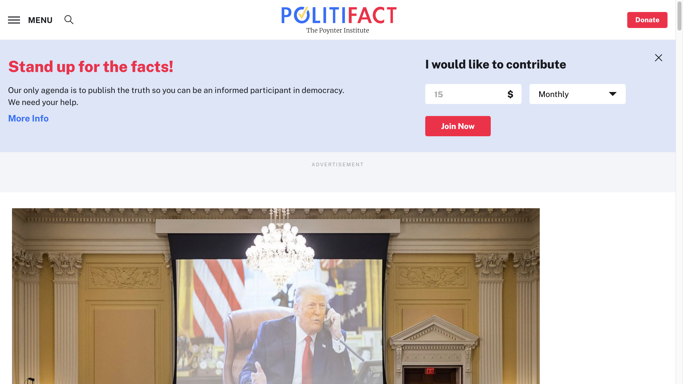 MENU
POLITIFACT
The Poynter Institute
Donate
Stand up for the facts!
Our only agenda is to publish the truth so you can be an informed participant in democracy.
We need your help.
More Info
I would like to contribute
15 $
Monthly
Join Now
ADVERTISEMENT